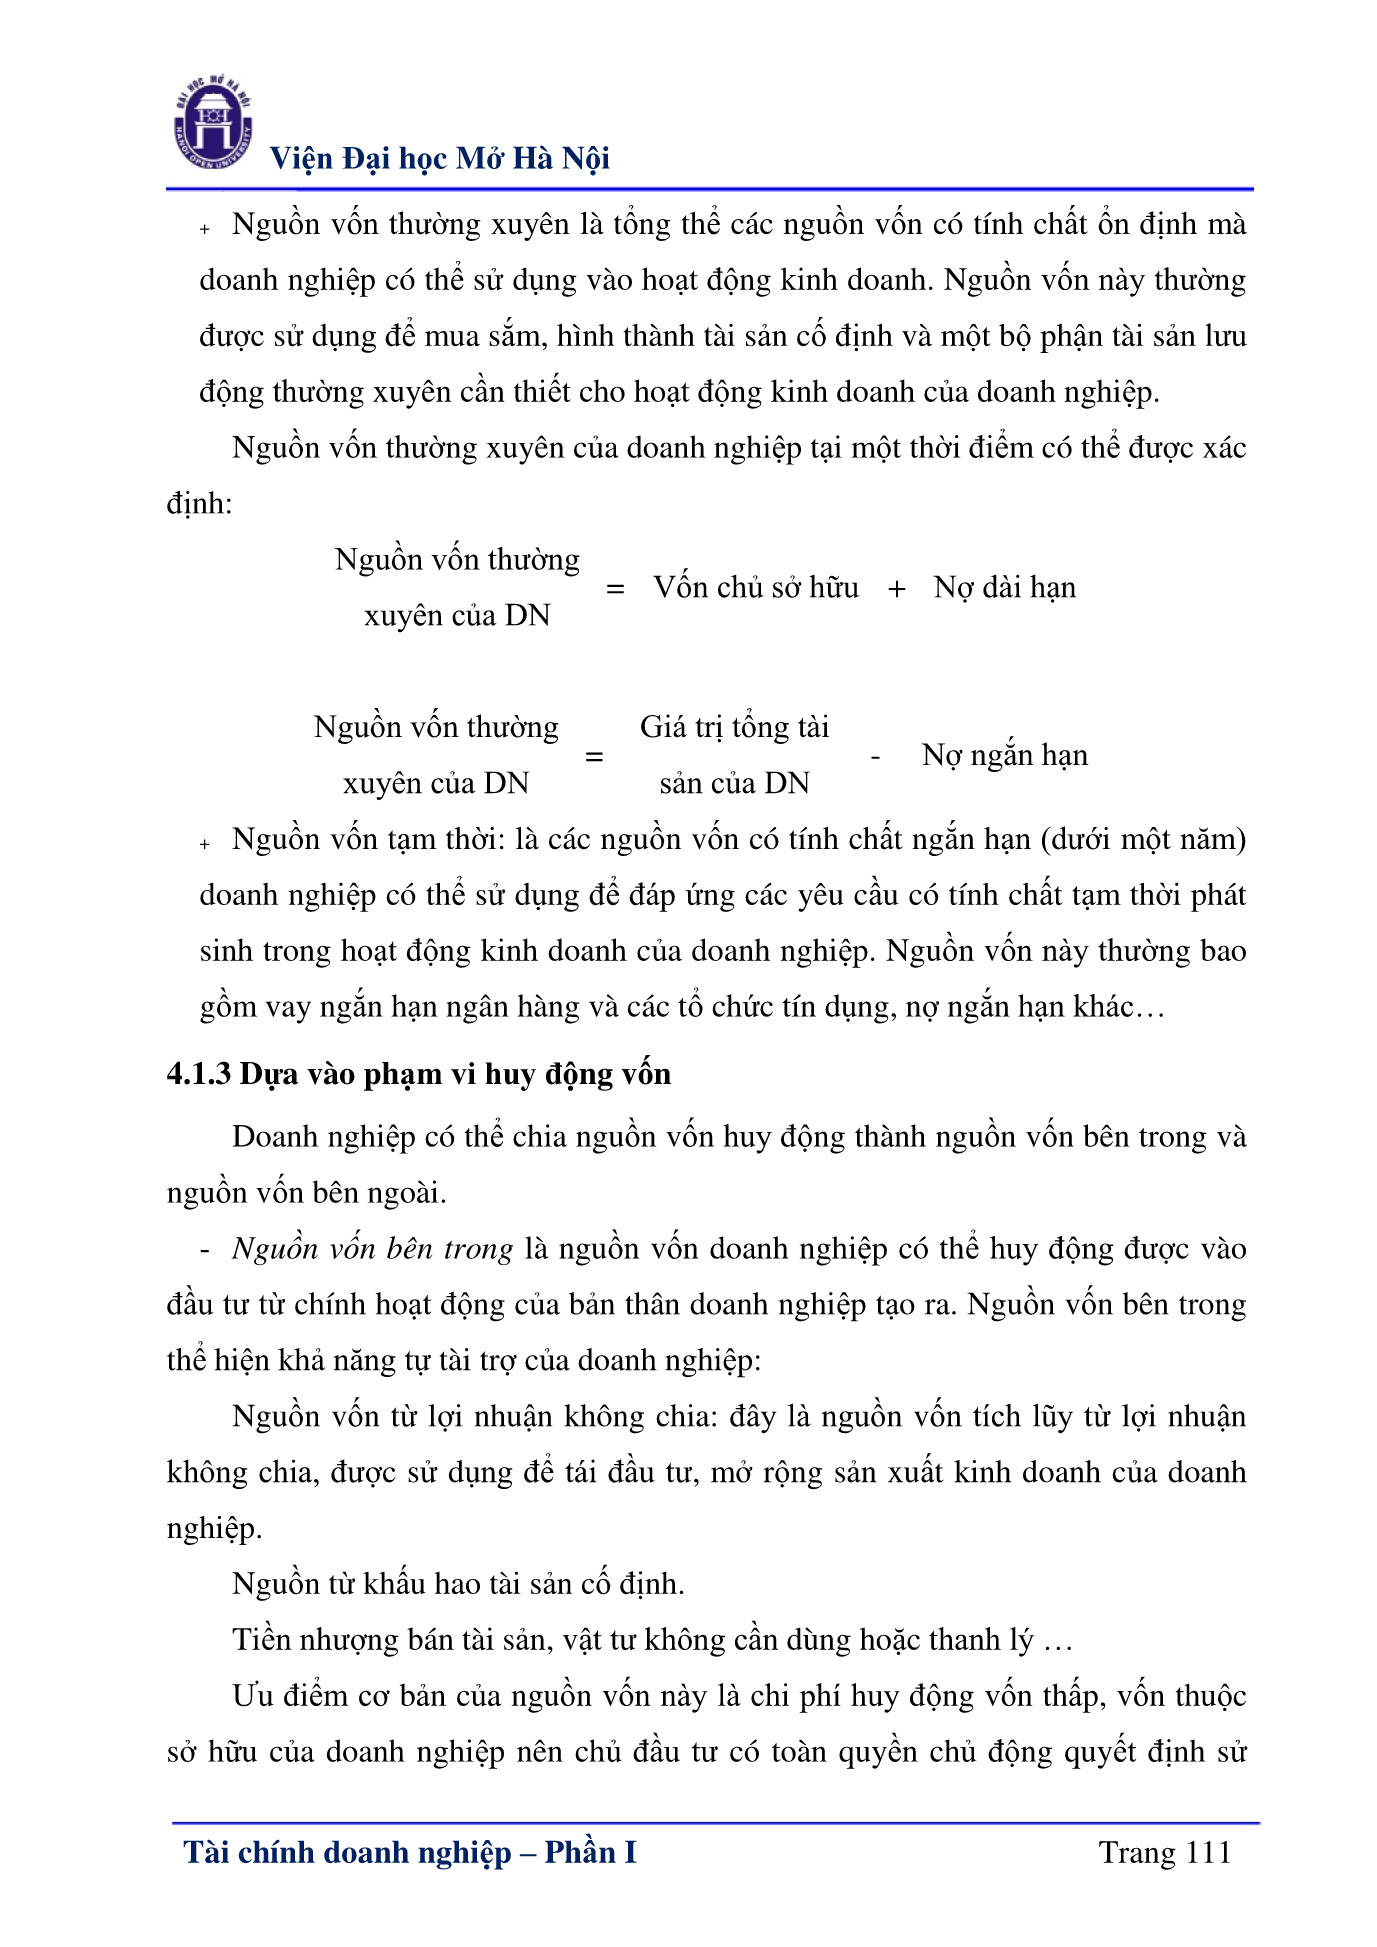 ĐẠI HỌC MỞ HÀ NỘI
HANOI OPEN UNIVERSITY
Viện Đại học Mở Hà Nội
+ Nguồn vốn thường xuyên là tổng thể các nguồn vốn có tính chất ổn định mà
doanh nghiệp có thể sử dụng vào hoạt động kinh doanh. Nguồn vốn này thường
được sử dụng để mua sắm, hình thành tài sản cố định và một bộ phận tài sản lưu
động thường xuyên cần thiết cho hoạt động kinh doanh của doanh nghiệp.
Nguồn vốn thường xuyên của doanh nghiệp tại một thời điểm có thể được xác
định:
Nguồn vốn thường
xuyên của DN
= Vốn chủ sở hữu + Nợ dài hạn
Nguồn vốn thường
xuyên của DN
=
Giá trị tổng tài
sản của DN
- Nợ ngắn hạn
+ Nguồn vốn tạm thời: là các nguồn vốn có tính chất ngắn hạn (dưới một năm)
doanh nghiệp có thể sử dụng để đáp ứng các yêu cầu có tính chất tạm thời phát
sinh trong hoạt động kinh doanh của doanh nghiệp. Nguồn vốn này thường bao
gồm vay ngắn hạn ngân hàng và các tổ chức tín dụng, nợ ngắn hạn khác…
4.1.3 Dựa vào phạm vi huy động vốn
Doanh nghiệp có thể chia nguồn vốn huy động thành nguồn vốn bên trong và
nguồn vốn bên ngoài.
- Nguồn vốn bên trong là nguồn vốn doanh nghiệp có thể huy động được vào
đầu tư từ chính hoạt động của bản thân doanh nghiệp tạo ra. Nguồn vốn bên trong
thể hiện khả năng tự tài trợ của doanh nghiệp:
Nguồn vốn từ lợi nhuận không chia: đây là nguồn vốn tích lũy từ lợi nhuận
không chia, được sử dụng để tái đầu tư, mở rộng sản xuất kinh doanh của doanh
nghiệp.
Nguồn từ khấu hao tài sản cố định.
Tiền nhượng bán tài sản, vật tư không cần dùng hoặc thanh lý …
Ưu điểm cơ bản của nguồn vốn này là chi phí huy động vốn thấp, vốn thuộc
sở hữu của doanh nghiệp nên chủ đầu tư có toàn quyền chủ động quyết định sử
Tài chính doanh nghiệp – Phần I Trang 111